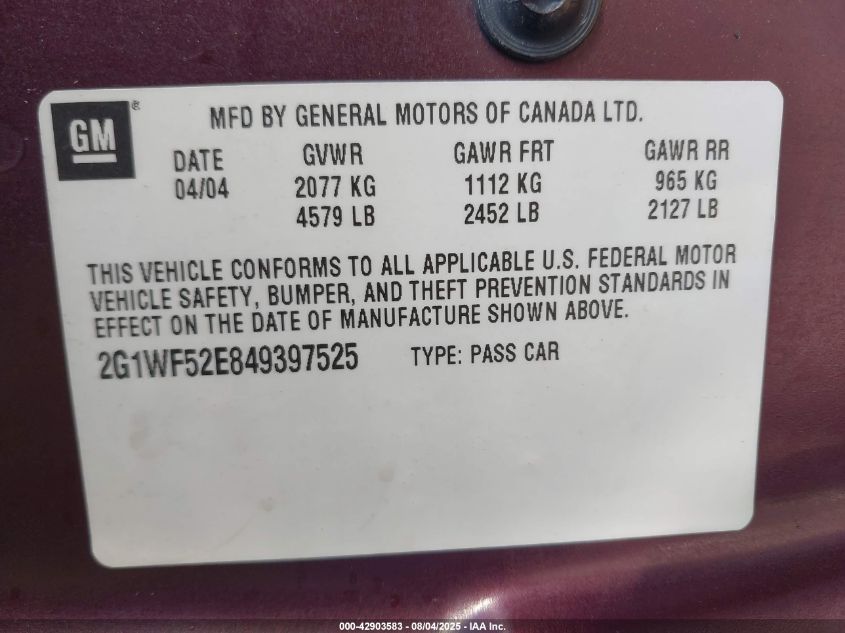 GM®
MFD BY GENERAL MOTORS OF CANADA LTD.
DATE GVWR GAWR FRT GAWR RR
04/04 2077 KG 1112 KG 965 KG
4579 LB 2452 LB 2127 LB
THIS VEHICLE CONFORMS TO ALL APPLICABLE U.S. FEDERAL MOTOR
VEHICLE SAFETY, BUMPER, AND THEFT PREVENTION STANDARDS IN
EFFECT ON THE DATE OF MANUFACTURE SHOWN ABOVE.
2G1WF52E849397525 TYPE: PASS CAR
000-42903583 - 08/04/2025 - IAA Inc.